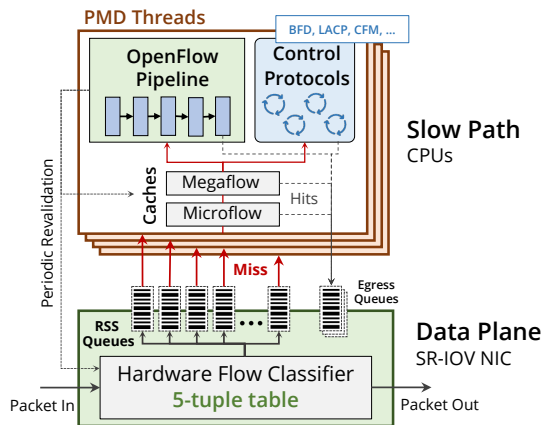 PMD Threads
BFD, LACP, CFM, ...
OpenFlow
Pipeline
Control
Protocols
Slow Path
CPUs
Caches
Megaflow
Microflow
Hits
Periodic Revalidation
Miss
Egress
Queues
RSS
Queues
Data Plane
SR-IOV NIC
Hardware Flow Classifier
5-tuple table
Packet In
Packet Out